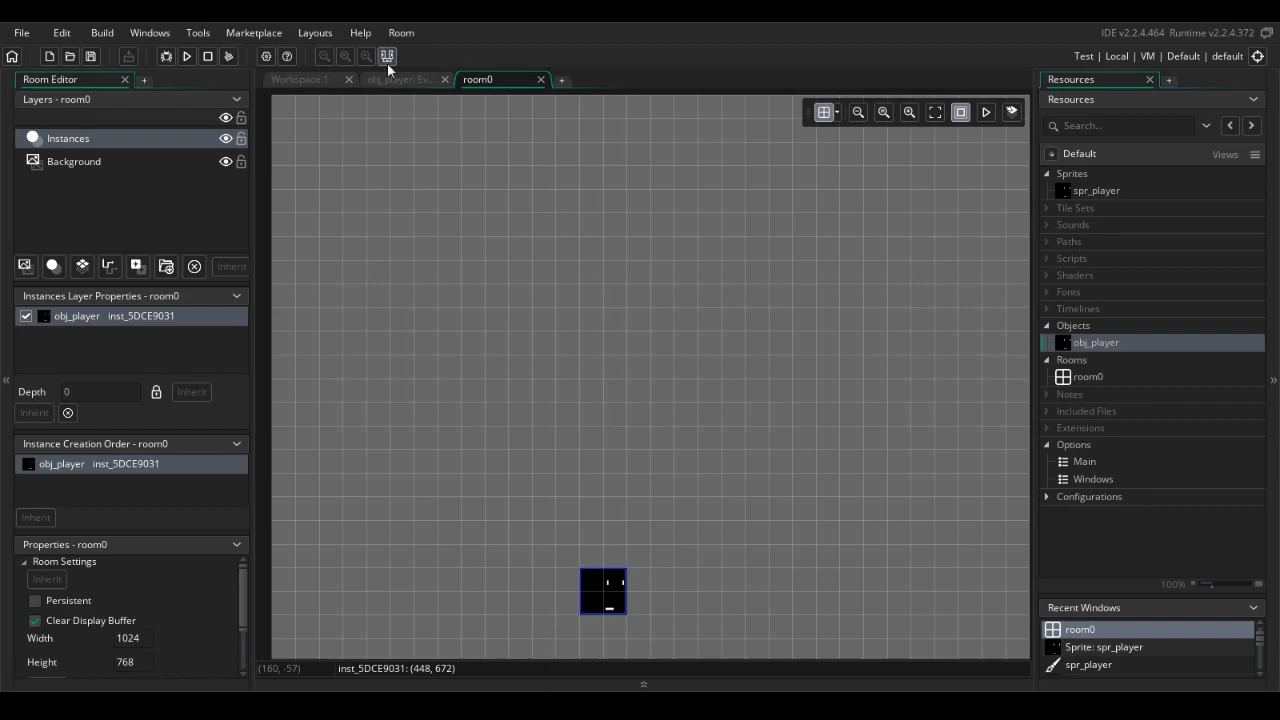 File Edit Build Windows Tools Marketplace Layouts Help Room
IDE v2.2.4.464 Runtime v2.2.4.372
Test | Local | VM | Default | default
Room Editor
Workspace 1
obj_player: Ev...
room0
Resources
Layers - room0
Resources
Search...
Instances
Background
Default
Views
Sprites
spr_player
Tile Sets
Sounds
Paths
Scripts
Shaders
Fonts
Timelines
Objects
obj_player
Rooms
room0
Notes
Included Files
Extensions
Options
Main
Windows
Configurations
Inherit
Instances Layer Properties - room0
obj_player inst_5DCE9031
Depth 0 Inherit
Inherit
Instance Creation Order - room0
obj_player inst_5DCE9031
Inherit
Properties - room0
Room Settings
Inherit
Persistent
Clear Display Buffer
Width 1024
Height 768
(160, -57) inst_5DCE9031: (448, 672)
100%
Recent Windows
room0
Sprite: spr_player
spr_player